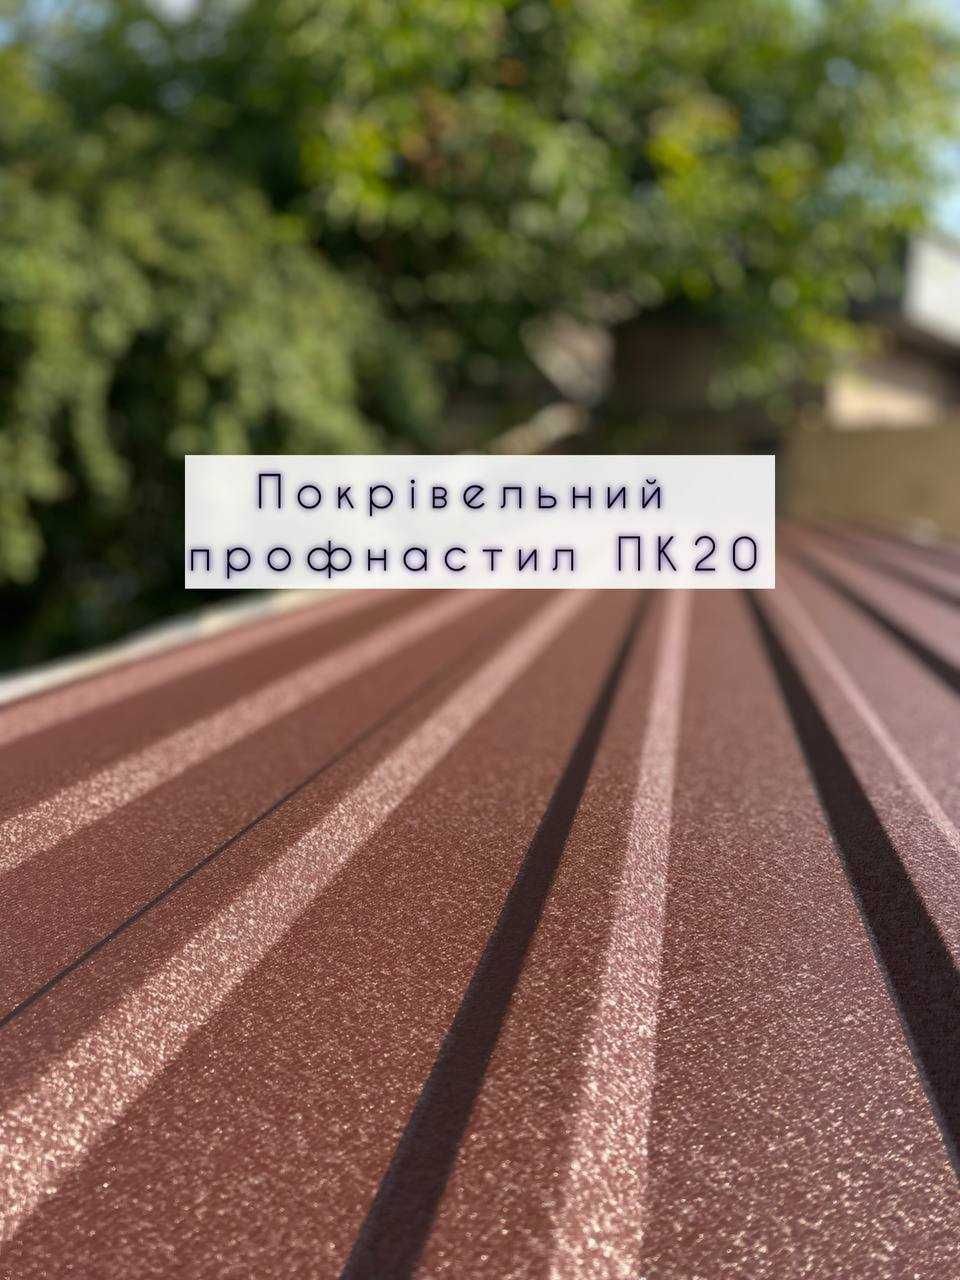 Покрівельний
профнастил ПК20